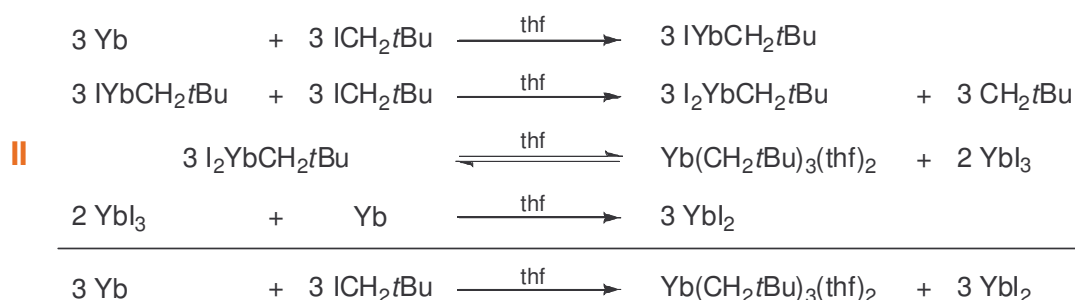 3 Yb + 3 ICH2tBu thf 3 IYbCH2tBu
3 IYbCH2tBu + 3 ICH2tBu thf 3 I2YbCH2tBu + 3 CH2tBu
II 3 I2YbCH2tBu thf Yb(CH2tBu)3(thf)2 + 2 YbI3
2 YbI3 + Yb thf 3 YbI2
3 Yb + 3 ICH2tBu thf Yb(CH2tBu)3(thf)2 + 3 YbI2